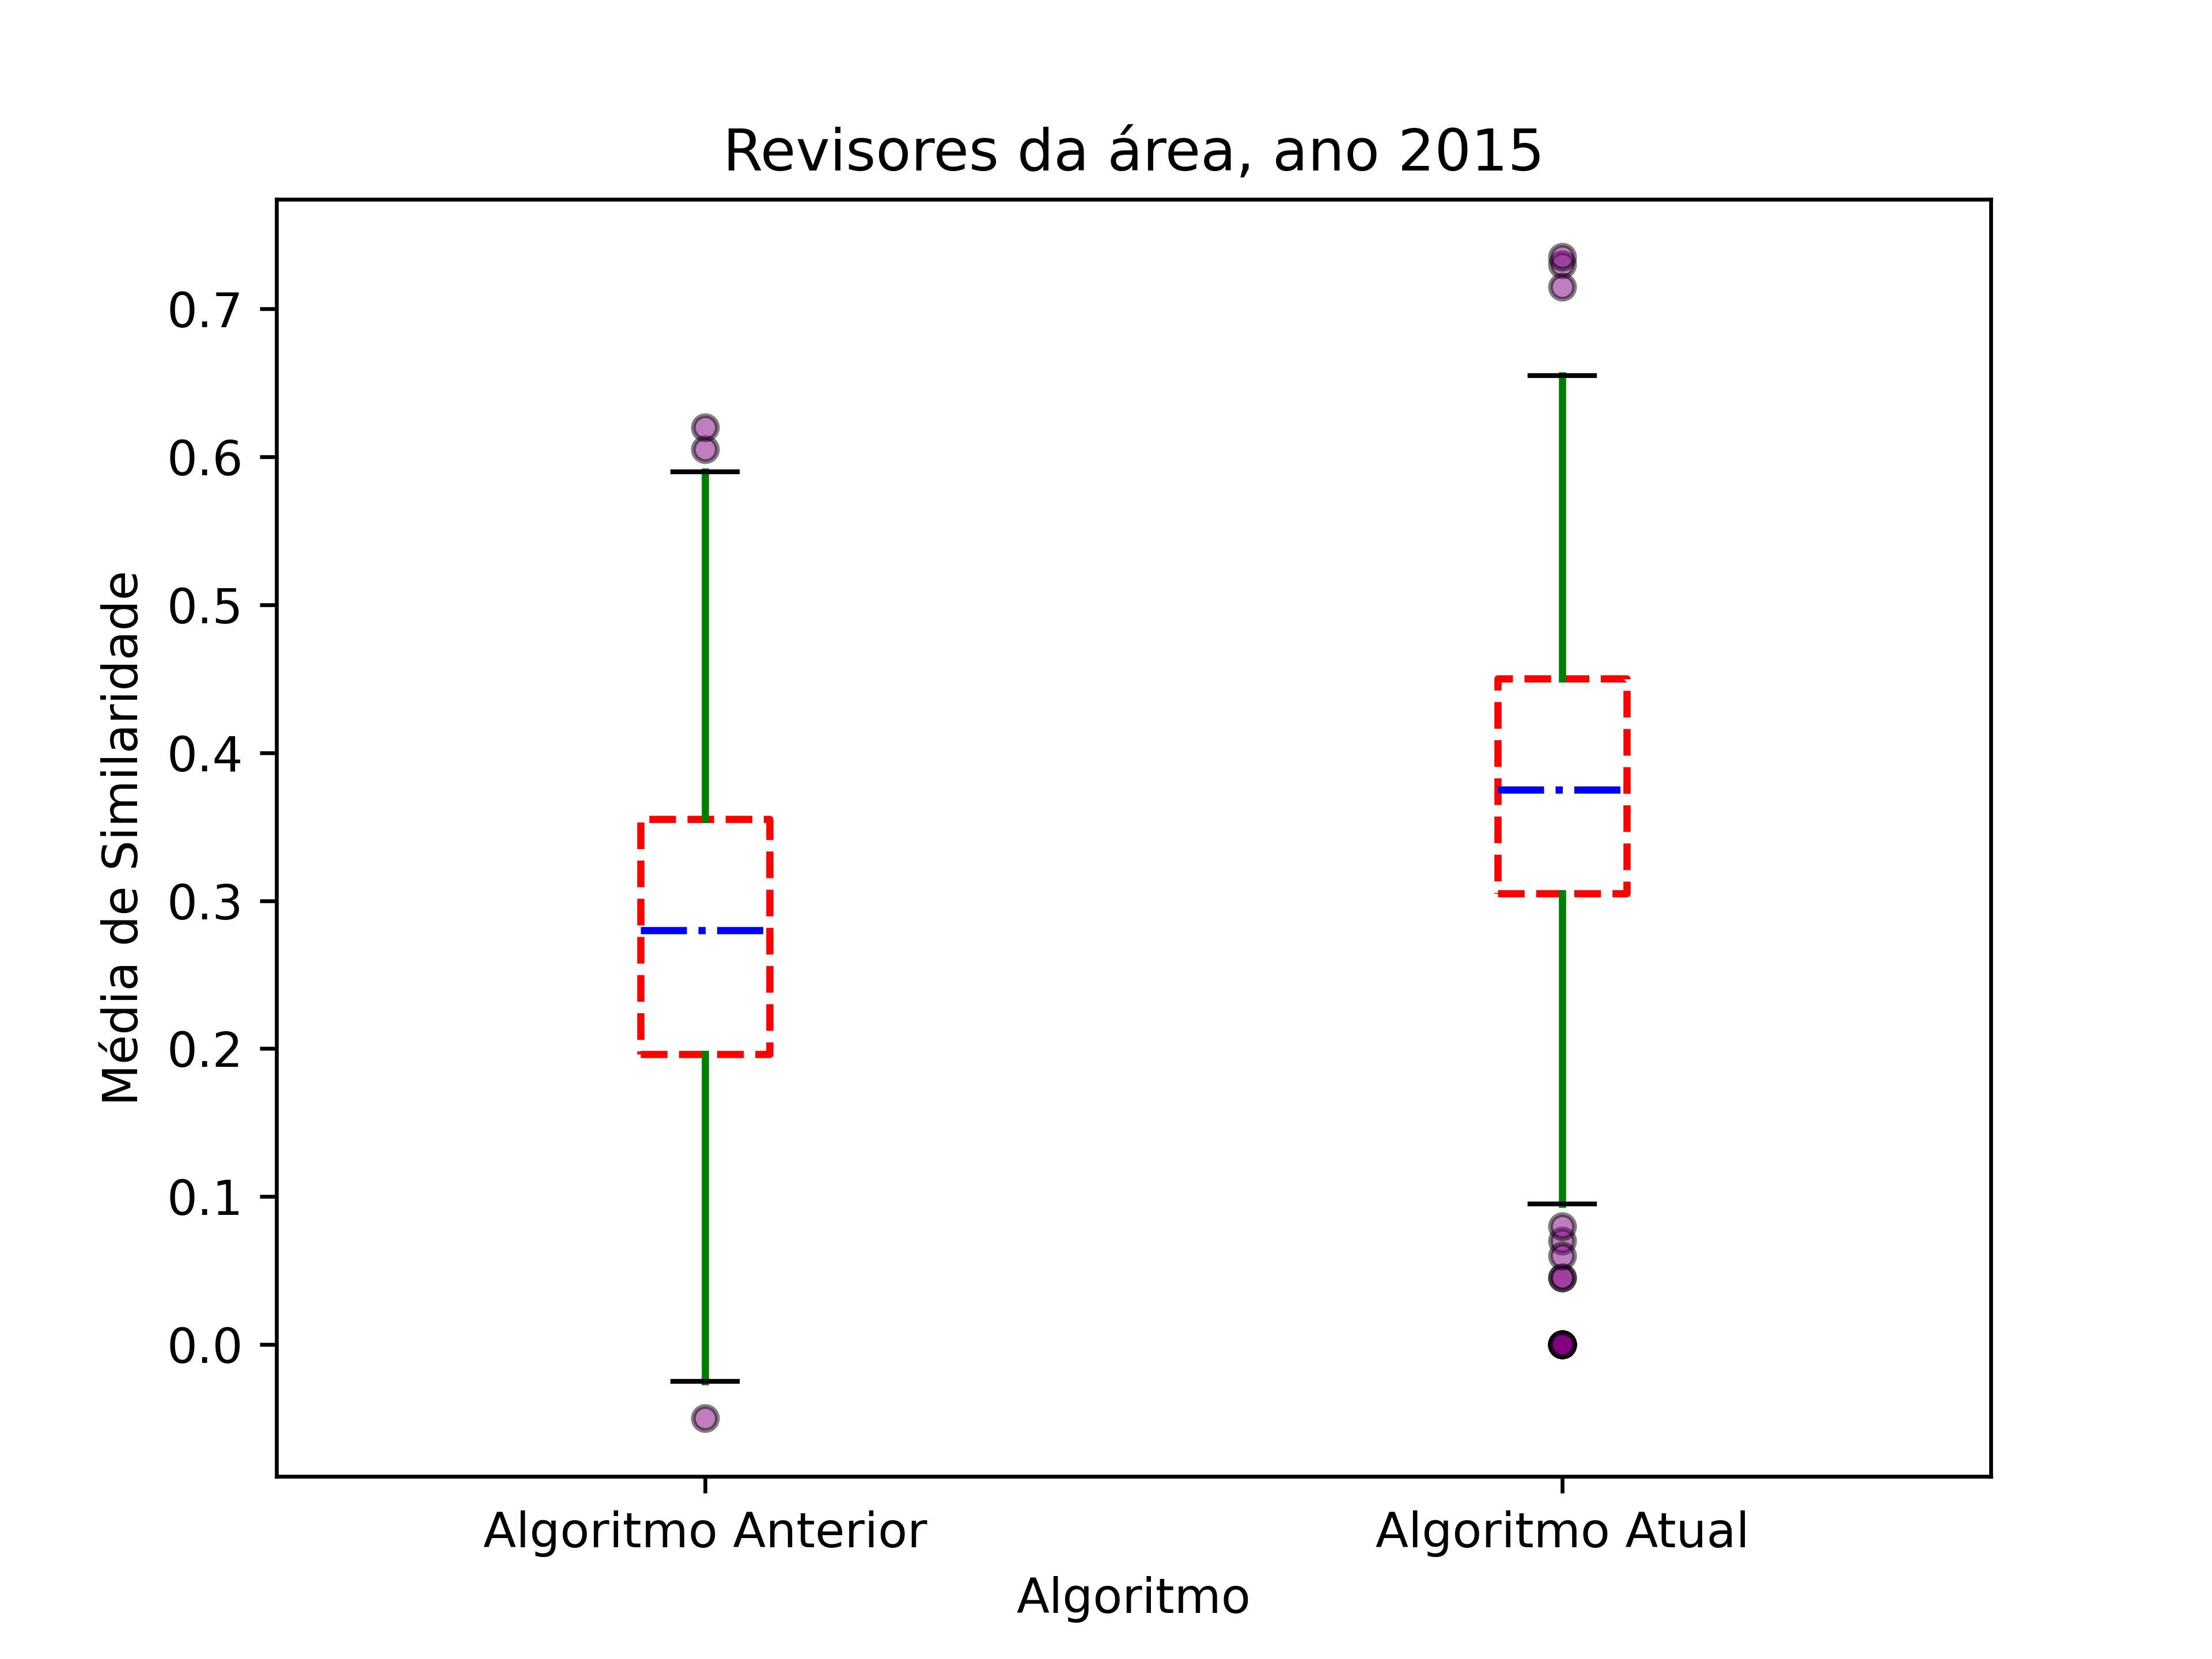 Revisores da área, ano 2015
Média de Similaridade
0.7
0.6
0.5
0.4
0.3
0.2
0.1
0.0
Algoritmo Anterior
Algoritmo Atual
Algoritmo